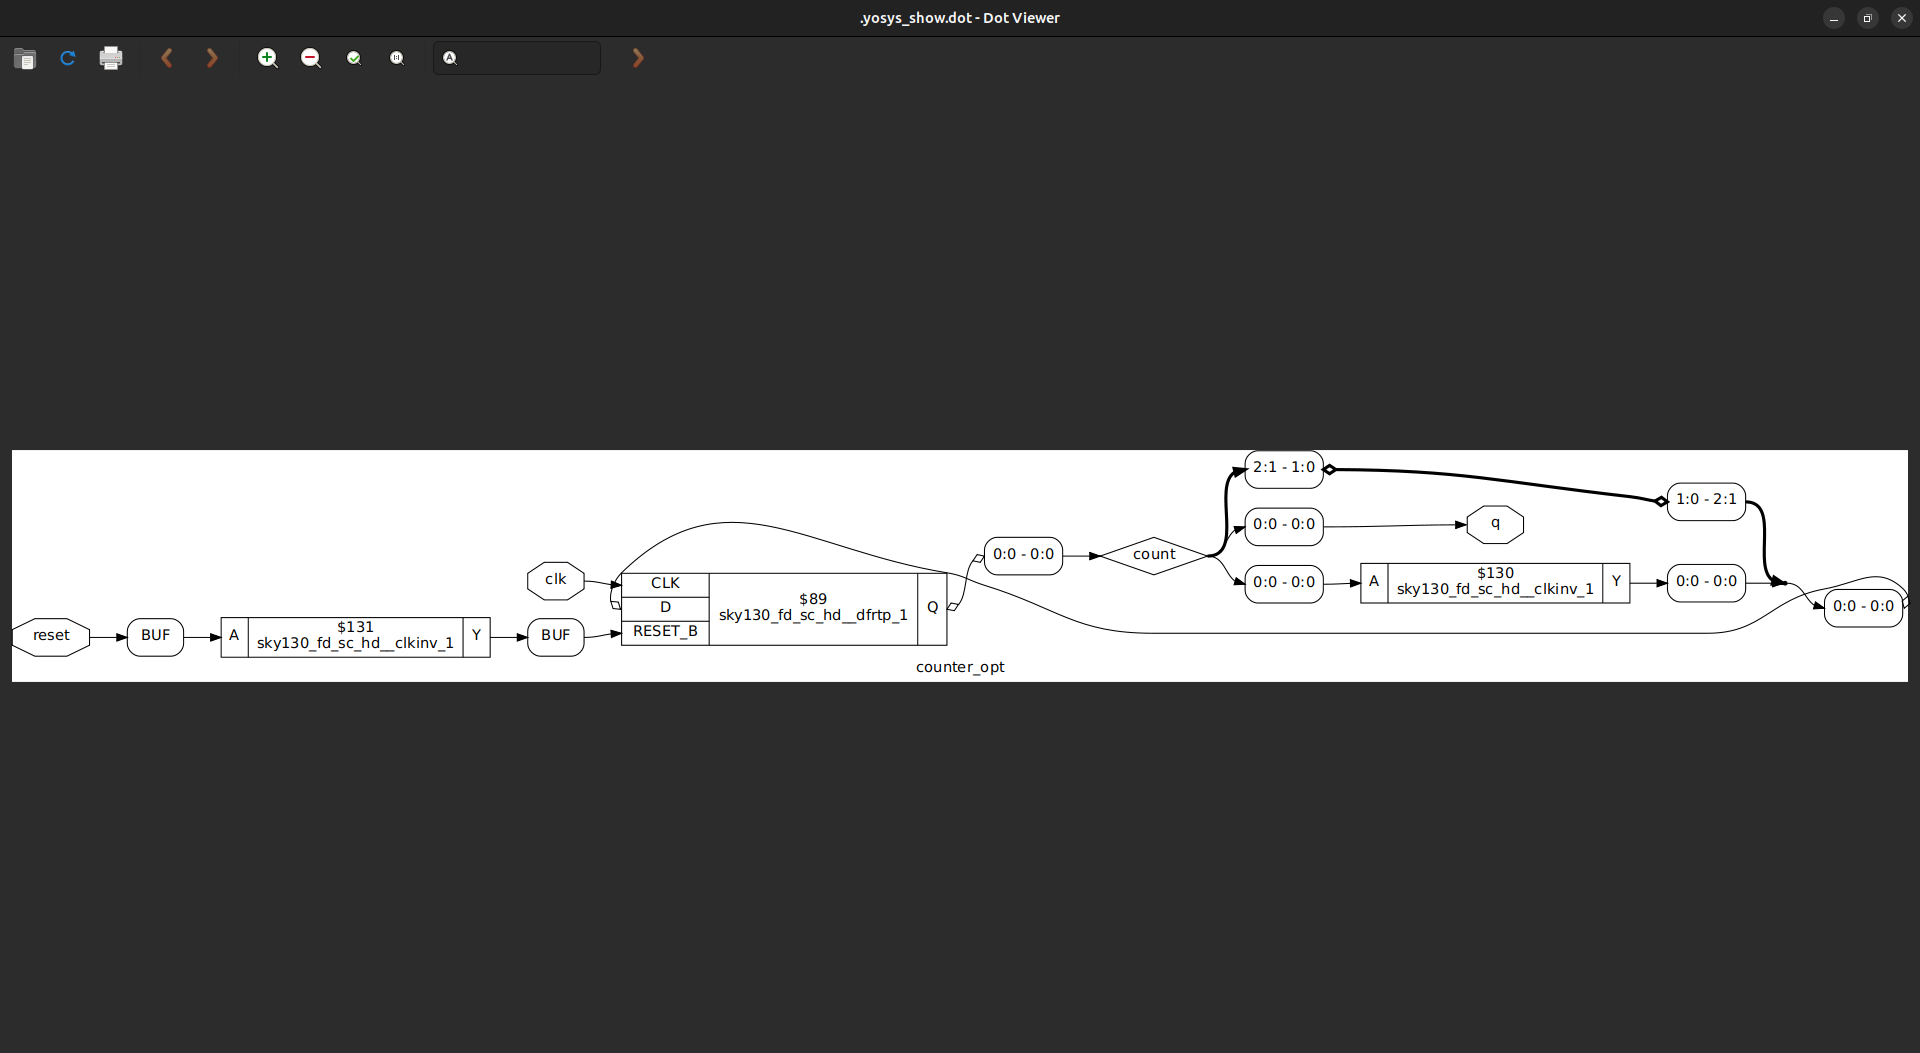 .yosys_show.dot - Dot Viewer
2:1 - 1:0
1:0 - 2:1
0:0 - 0:0
q
0:0 - 0:0
count
clk
CLK
D
RESET_B
$89
sky130_fd_sc_hd__dfrtp_1
Q
0:0 - 0:0
A
$130
sky130_fd_sc_hd__clkinv_1
Y
0:0 - 0:0
0:0 - 0:0
reset
BUF
A
$131
sky130_fd_sc_hd__clkinv_1
Y
BUF
counter_opt